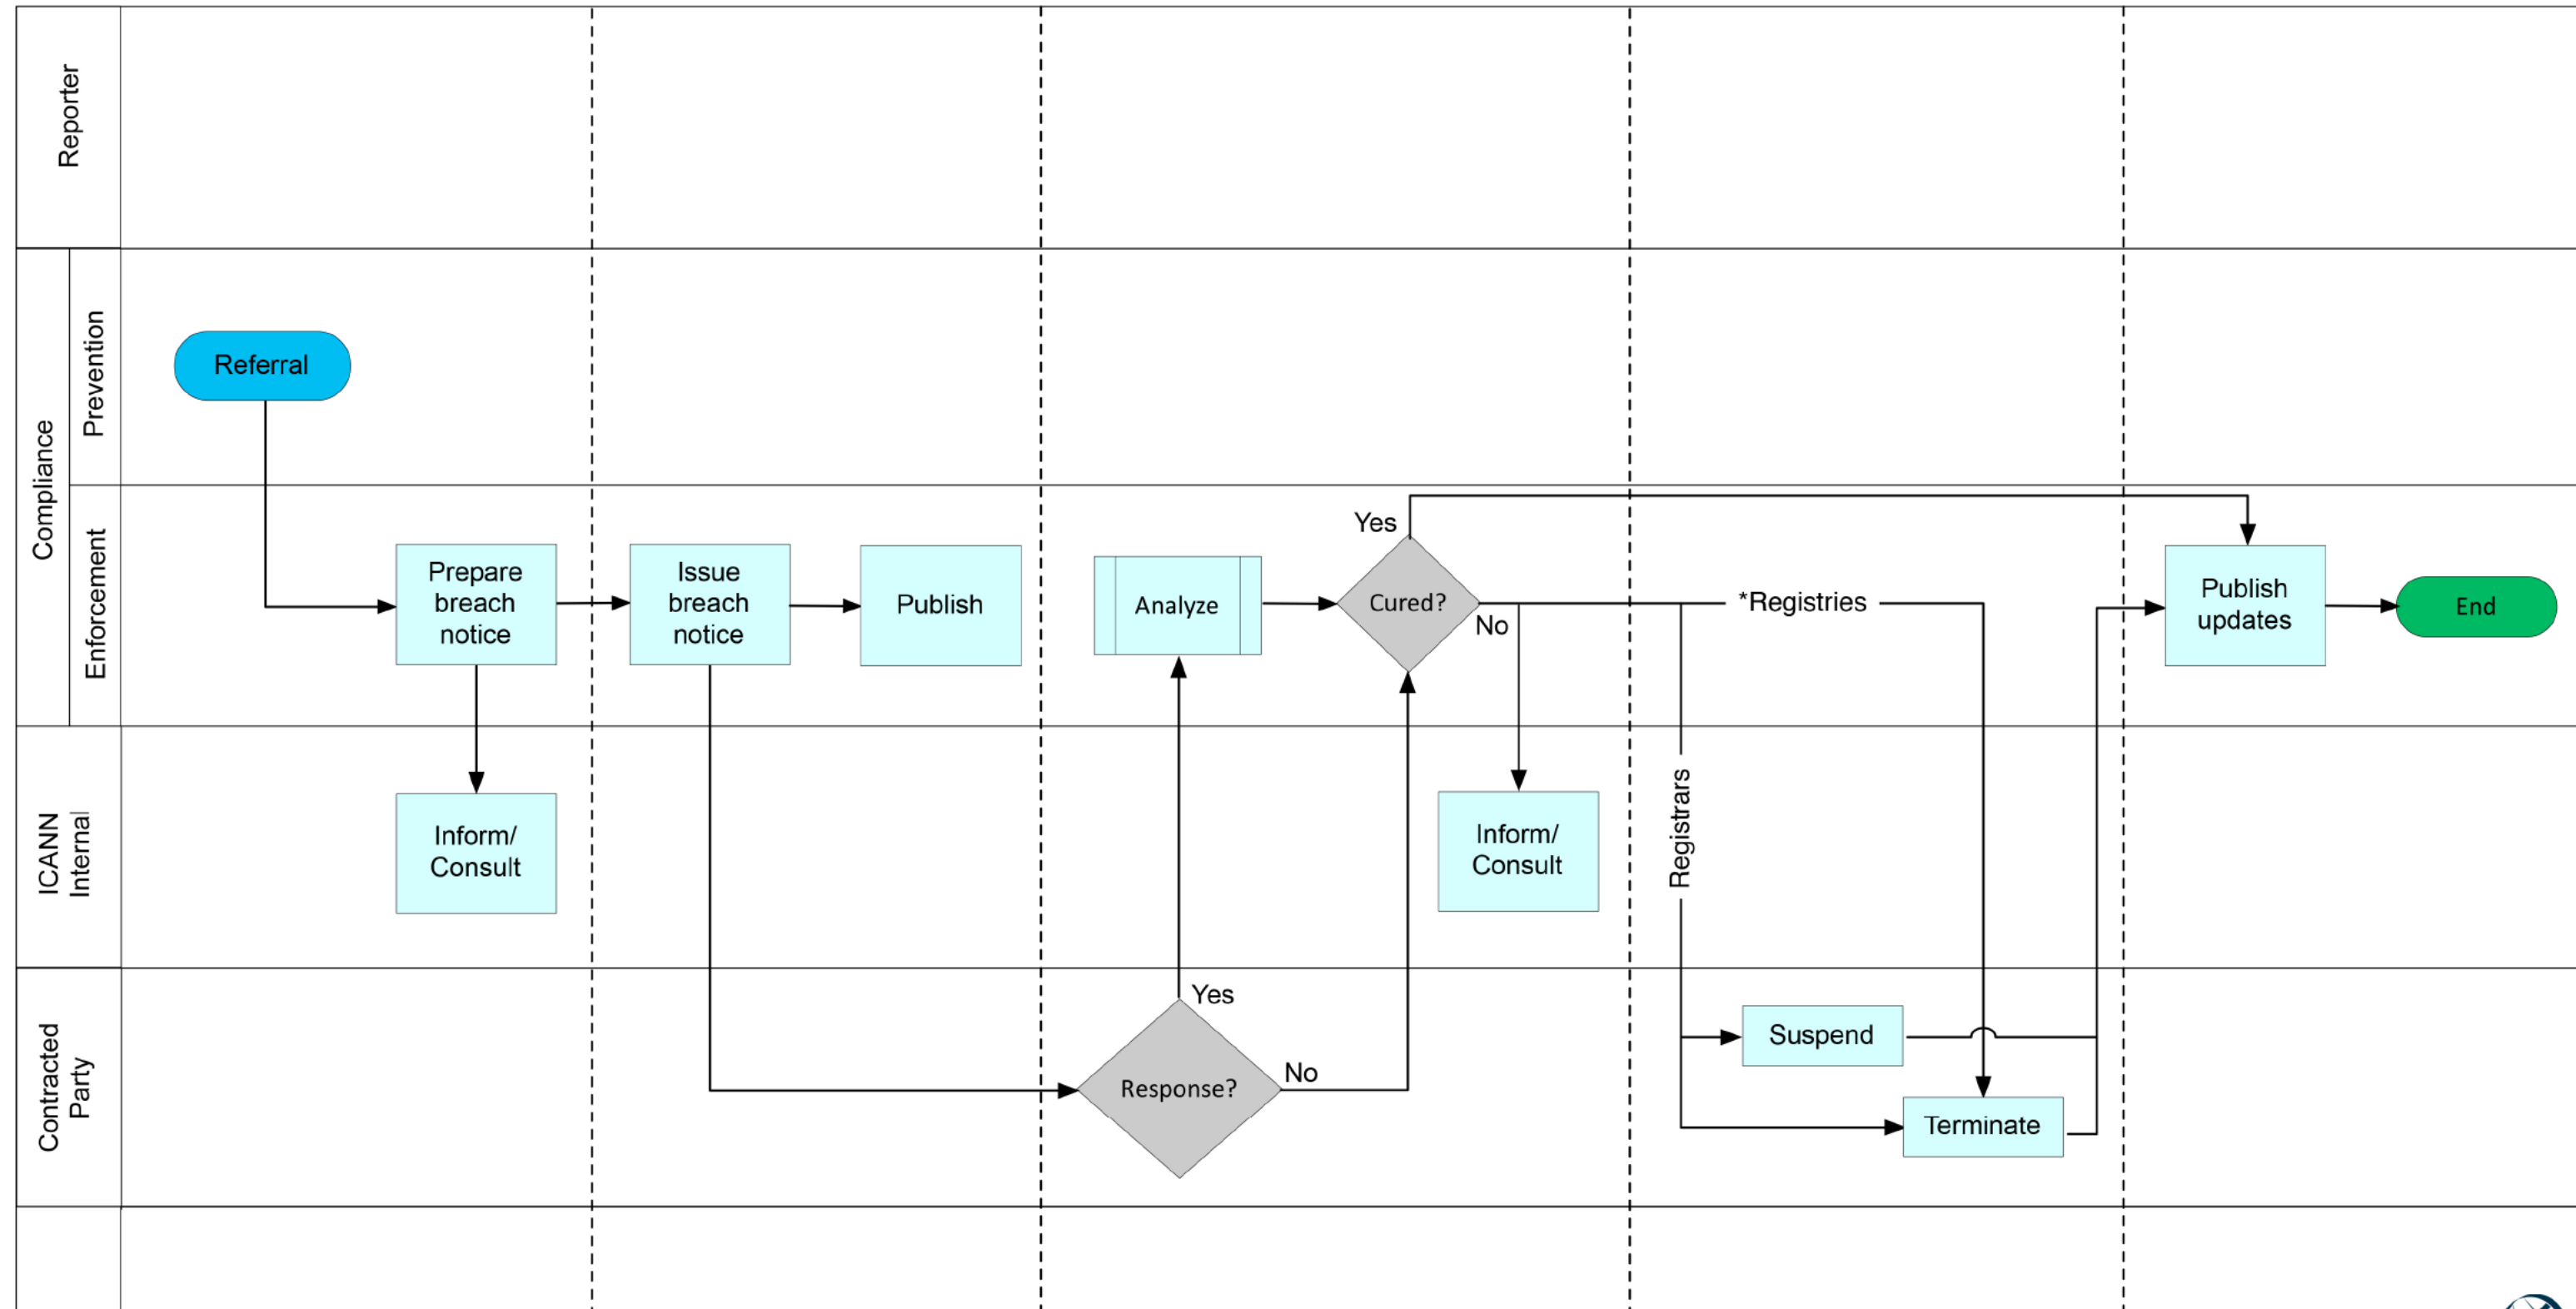 Reporter
Compliance
Prevention
Referral
Enforcement
Prepare
breach
notice
Issue
breach
notice
Publish
Analyze
Yes
Cured?
No
*Registries
Publish
updates
End
ICANN
Internal
Inform/
Consult
Inform/
Consult
Registrars
Contracted
Party
Yes
Response?
No
Suspend
Terminate